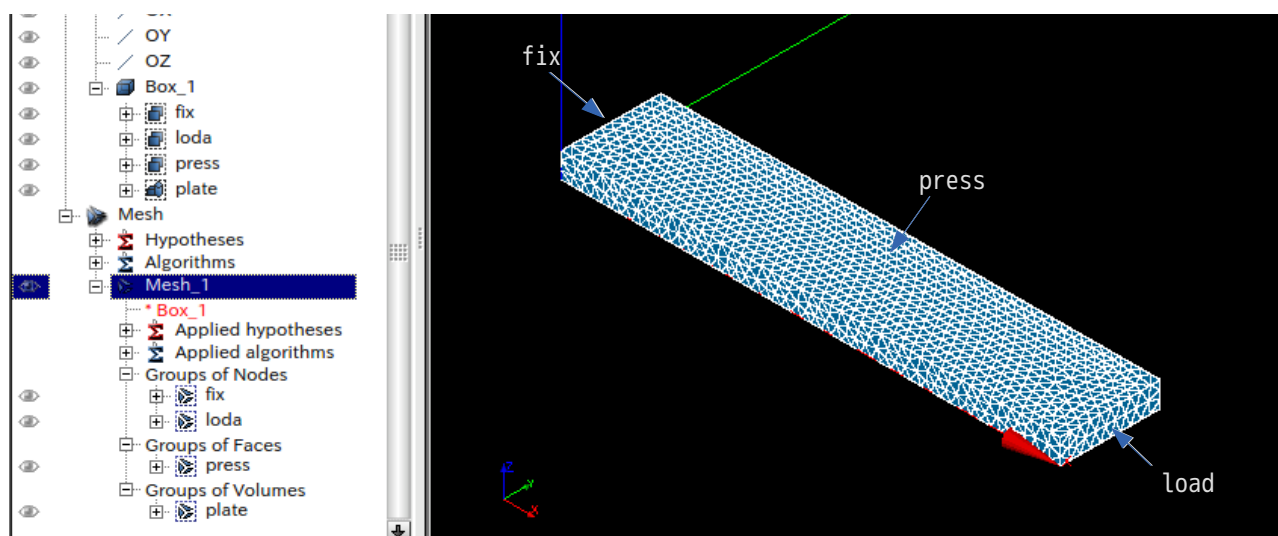 OY
OZ
Box_1
fix
loda
press
plate
Mesh
Hypotheses
Algorithms
Mesh_1
* Box_1
Applied hypotheses
Applied algorithms
Groups of Nodes
fix
loda
Groups of Faces
press
Groups of Volumes
plate
fix
press
load
Z
Y
X